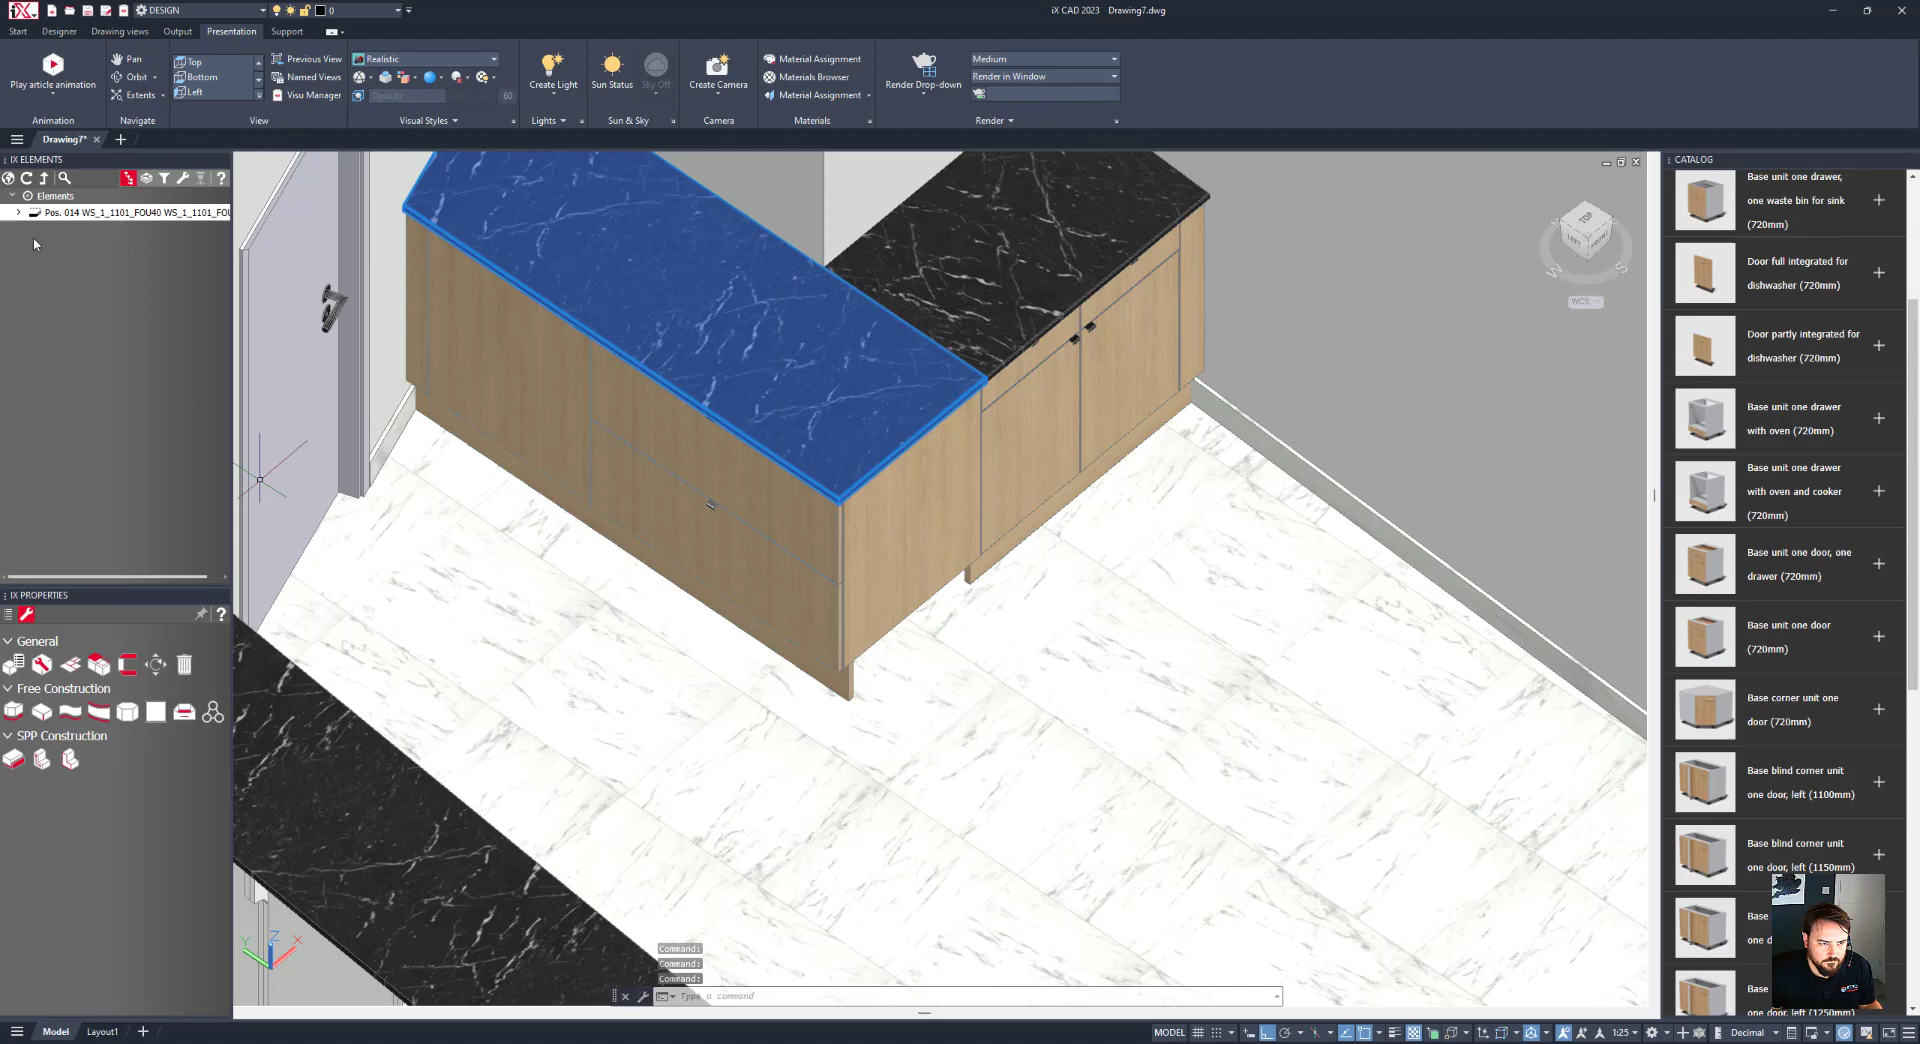 iX
DESIGN
0
iX CAD 2023 Drawing7.dwg
Start Designer Drawing views Output Presentation Support
Play article animation
Animation
Pan
Orbit
Extents
Navigate
Top
Bottom
Left
View
Previous View
Named Views
Visu Manager
Realistic
Opacity 60
Visual Styles
Create Light
Lights
Sun Status
Sky Off
Sun & Sky
Create Camera
Camera
Material Assignment
Materials Browser
Material Assignment
Materials
Render Drop-down
Medium
Render in Window
Render
Drawing7*
IX ELEMENTS
Elements
Pos. 014 WS_1_1101_FOU40 WS_1_1101_FOU
IX PROPERTIES
General
Free Construction
SPP Construction
TOP
LEFT
FRONT
W
S
WCS
Z
Y
X
Command:
Command:
Command:
Type a command
CATALOG
Base unit one drawer,
one waste bin for sink
(720mm)
Door full integrated for
dishwasher (720mm)
Door partly integrated for
dishwasher (720mm)
Base unit one drawer
with oven (720mm)
Base unit one drawer
with oven and cooker
(720mm)
Base unit one door, one
drawer (720mm)
Base unit one door
(720mm)
Base corner unit one
door (720mm)
Base blind corner unit
one door, left (1100mm)
Base blind corner unit
one door, left (1150mm)
Base
one d
Base
one door, left (1250mm)
Model Layout1
MODEL
1:25
Decimal